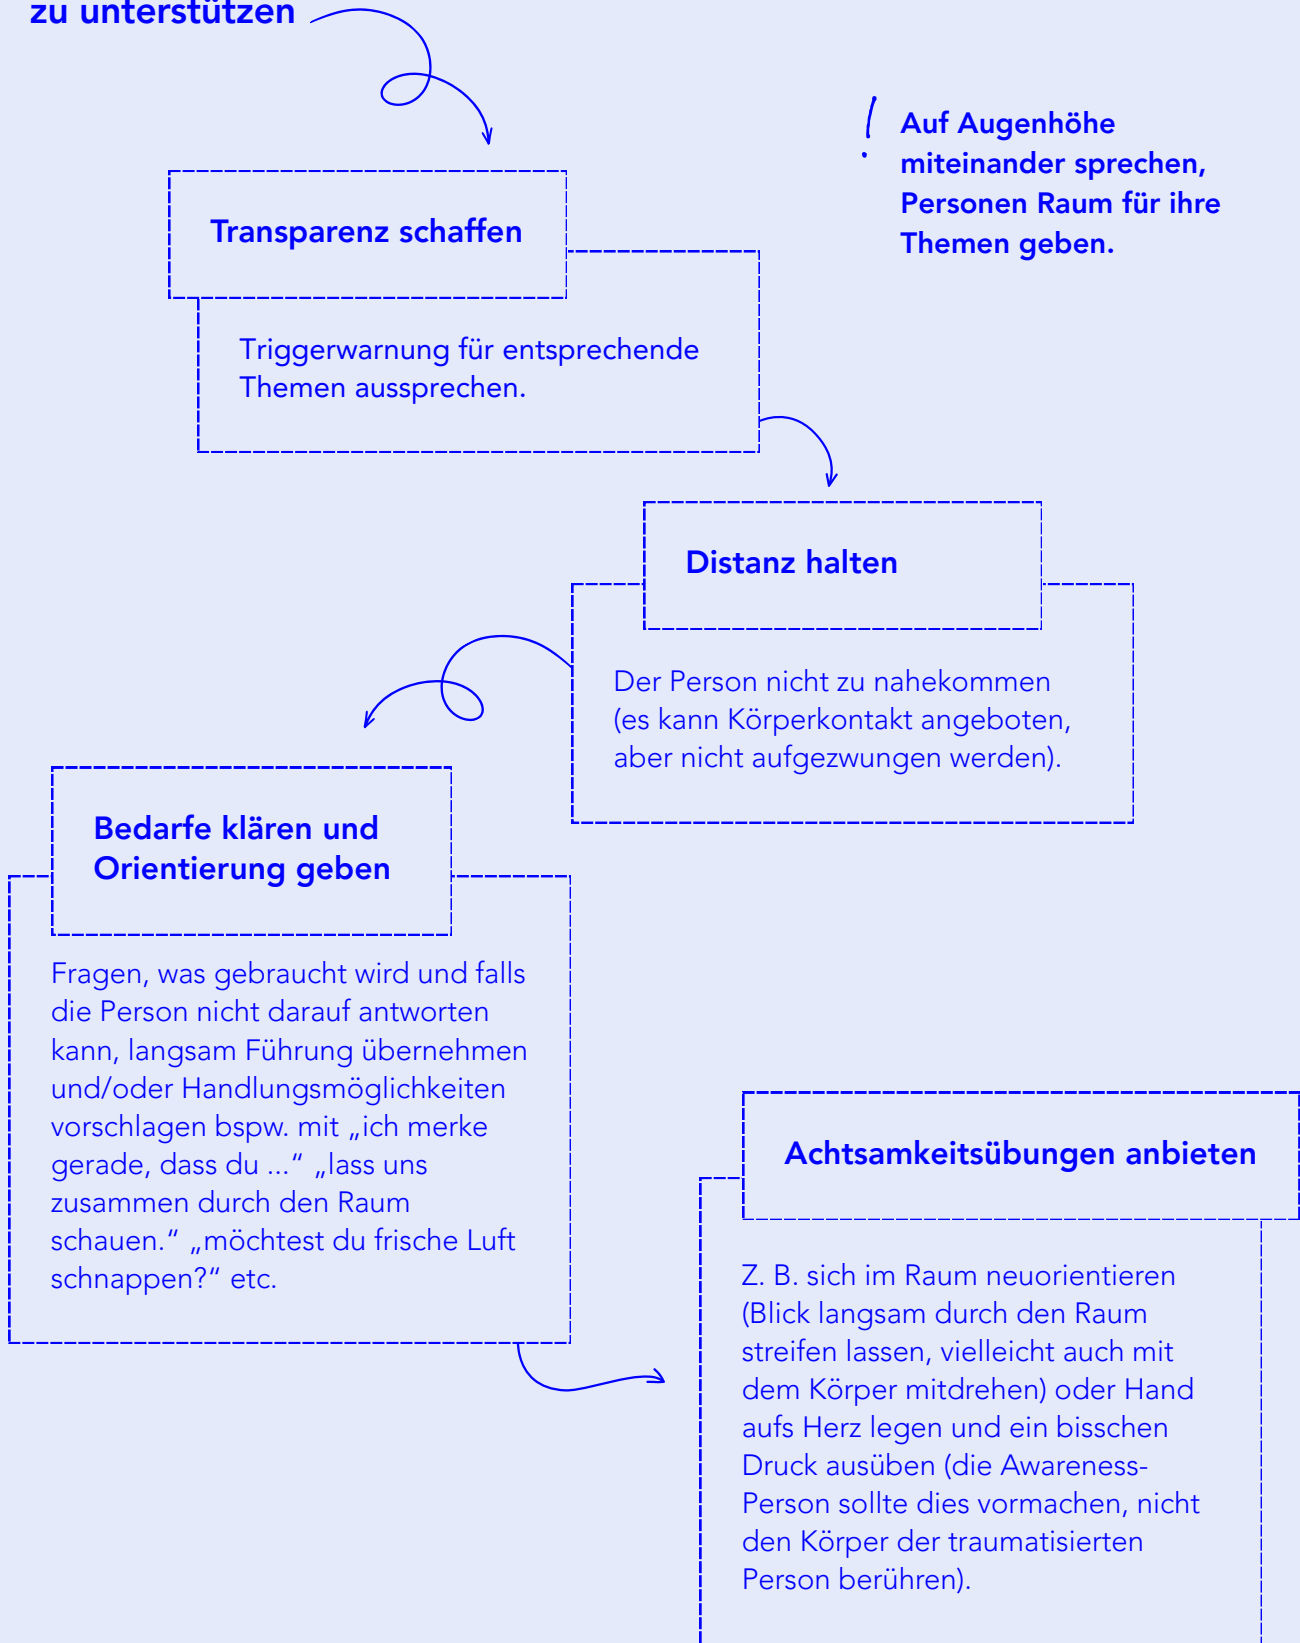 zu unterstützen
Auf Augenhöhe
miteinander sprechen,
Personen Raum für ihre
Themen geben.
Transparenz schaffen
Triggerwarnung für entsprechende
Themen aussprechen.
Distanz halten
Der Person nicht zu nahekommen
(es kann Körperkontakt angeboten,
aber nicht aufgezwungen werden).
Bedarfe klären und
Orientierung geben
Fragen, was gebraucht wird und falls
die Person nicht darauf antworten
kann, langsam Führung übernehmen
und/oder Handlungsmöglichkeiten
vorschlagen bspw. mit „ich merke
gerade, dass du ...“ „lass uns
zusammen durch den Raum
schauen.“ „möchtest du frische Luft
schnappen?“ etc.
Achtsamkeitsübungen anbieten
Z. B. sich im Raum neuorientieren
(Blick langsam durch den Raum
streifen lassen, vielleicht auch mit
dem Körper mitdrehen) oder Hand
aufs Herz legen und ein bisschen
Druck ausüben (die Awareness-
Person sollte dies vormachen, nicht
den Körper der traumatisierten
Person berühren).